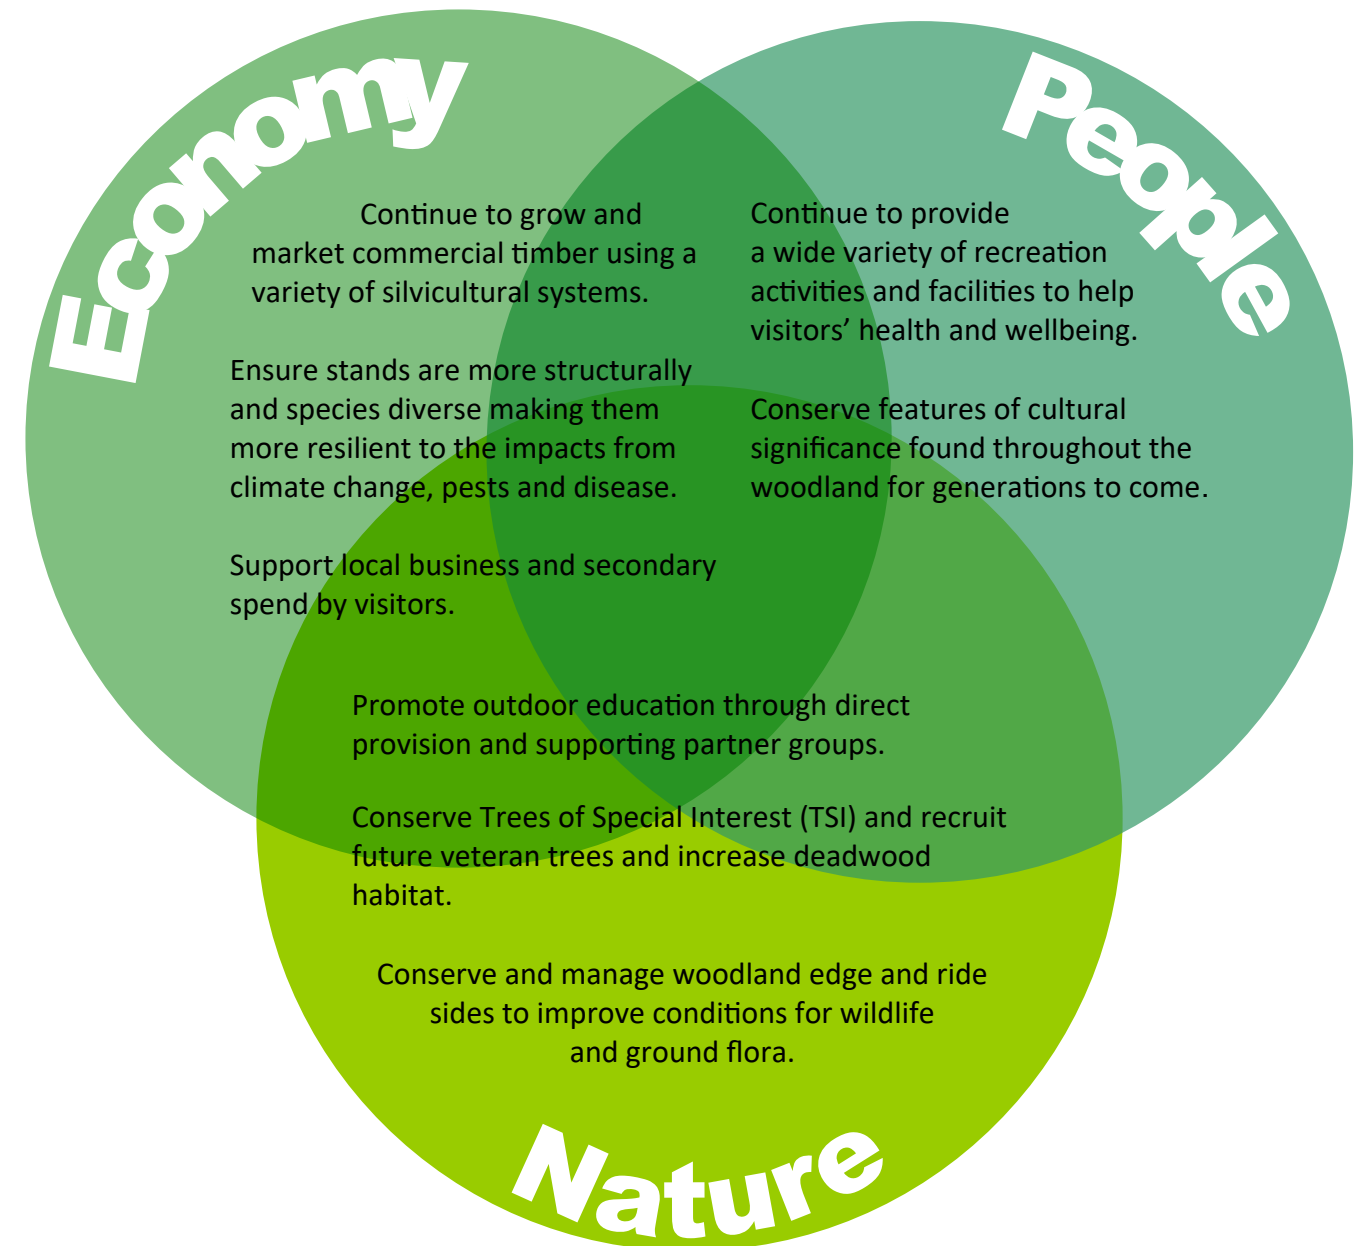 Economy
People
Continue to grow and
market commercial timber using a
variety of silvicultural systems.
Ensure stands are more structurally
and species diverse making them
more resilient to the impacts from
climate change, pests and disease.
Support local business and secondary
spend by visitors.
Continue to provide
a wide variety of recreation
activities and facilities to help
visitors’ health and wellbeing.
Conserve features of cultural
significance found throughout the
woodland for generations to come.
Promote outdoor education through direct
provision and supporting partner groups.
Conserve Trees of Special Interest (TSI) and recruit
future veteran trees and increase deadwood
habitat.
Conserve and manage woodland edge and ride
sides to improve conditions for wildlife
and ground flora.
Nature